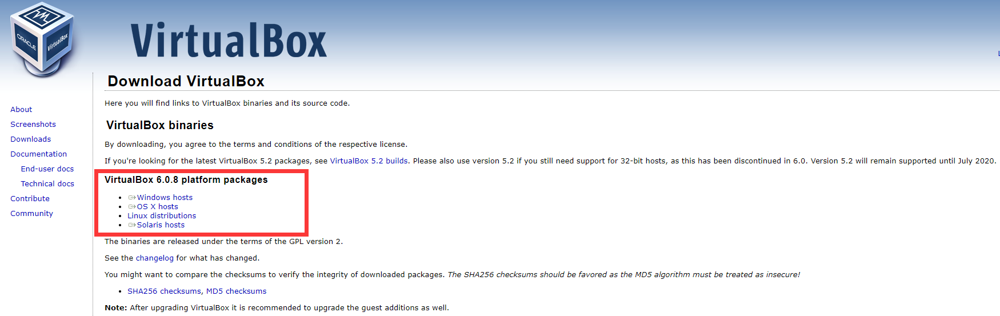 ORACLE
VirtualBox
VirtualBox
Download VirtualBox
Here you will find links to VirtualBox binaries and its source code.
About
Screenshots
Downloads
Documentation
End-user docs
Technical docs
Contribute
Community
VirtualBox binaries
By downloading, you agree to the terms and conditions of the respective license.
If you're looking for the latest VirtualBox 5.2 packages, see VirtualBox 5.2 builds. Please also use version 5.2 if you still need support for 32-bit hosts, as this has been discontinued in 6.0. Version 5.2 will remain supported until July 2020.
VirtualBox 6.0.8 platform packages
Windows hosts
OS X hosts
Linux distributions
Solaris hosts
The binaries are released under the terms of the GPL version 2.
See the changelog for what has changed.
You might want to compare the checksums to verify the integrity of downloaded packages. The SHA256 checksums should be favored as the MD5 algorithm must be treated as insecure!
SHA256 checksums, MD5 checksums
Note: After upgrading VirtualBox it is recommended to upgrade the guest additions as well.